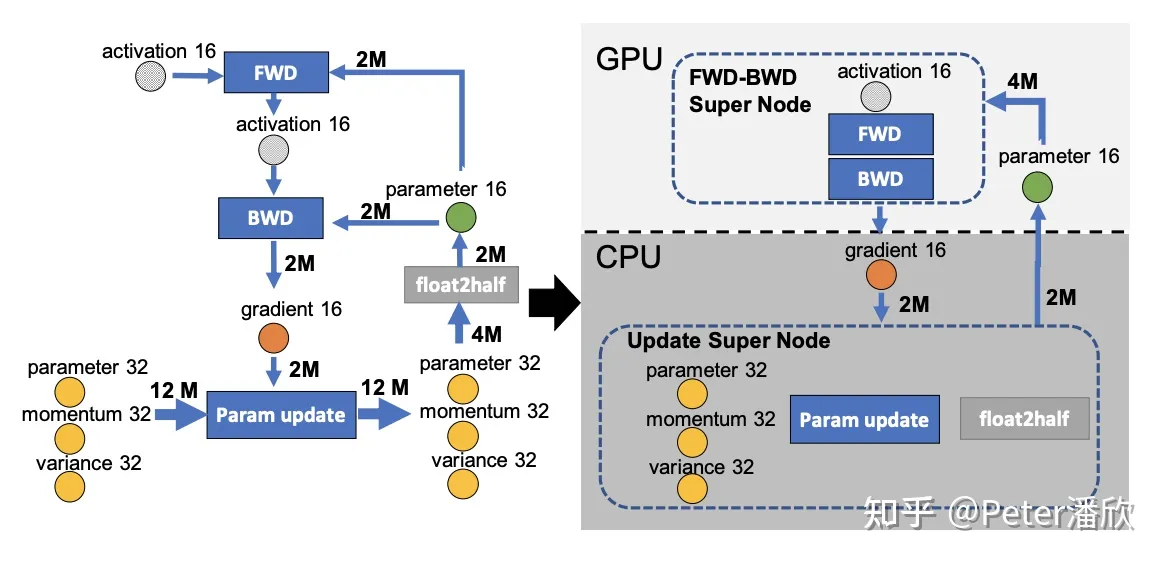 activation 16
FWD
2M
activation 16
parameter 16
BWD
2M
2M
2M
float2half
gradient 16
4M
parameter 32
2M
parameter 32
12 M
12 M
momentum 32
Param update
momentum 32
variance 32
variance 32
GPU
FWD-BWD
Super Node
activation 16
4M
FWD
BWD
parameter 16
CPU
gradient 16
2M
2M
Update Super Node
parameter 32
momentum 32
Param update
float2half
variance 32
知乎 @Peter潘欣